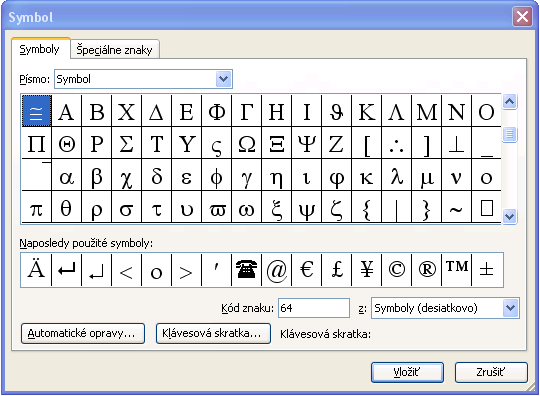 Symbol
Symboly Špeciálne znaky
Písmo: Symbol
≅ Α Β Χ Δ Ε Φ Γ Η Ι ϑ Κ Λ Μ Ν Ο
Π Θ Ρ Σ Τ Υ ς Ω Ξ Ψ Ζ [ ∴ ] ⊥ _
‾ α β χ δ ε φ γ η ι ϕ κ λ μ ν ο
π θ ρ σ τ υ ϖ ω ξ ψ ζ { | } ~ □
Naposledy použité symboly:
Ä ↵ ↵ < o > ′ ☎ @ € £ ¥ © ® ™ ±
Kód znaku: 64 z: Symboly (desiatkovo)
Automatické opravy... Klávesová skratka... Klávesová skratka:
Vložiť Zrušiť